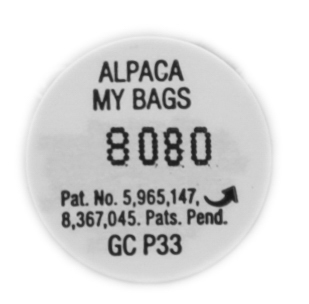 ALPACA
MY BAGS
8080
Pat. No. 5,965,147,
8,367,045. Pats. Pend.
GC P33